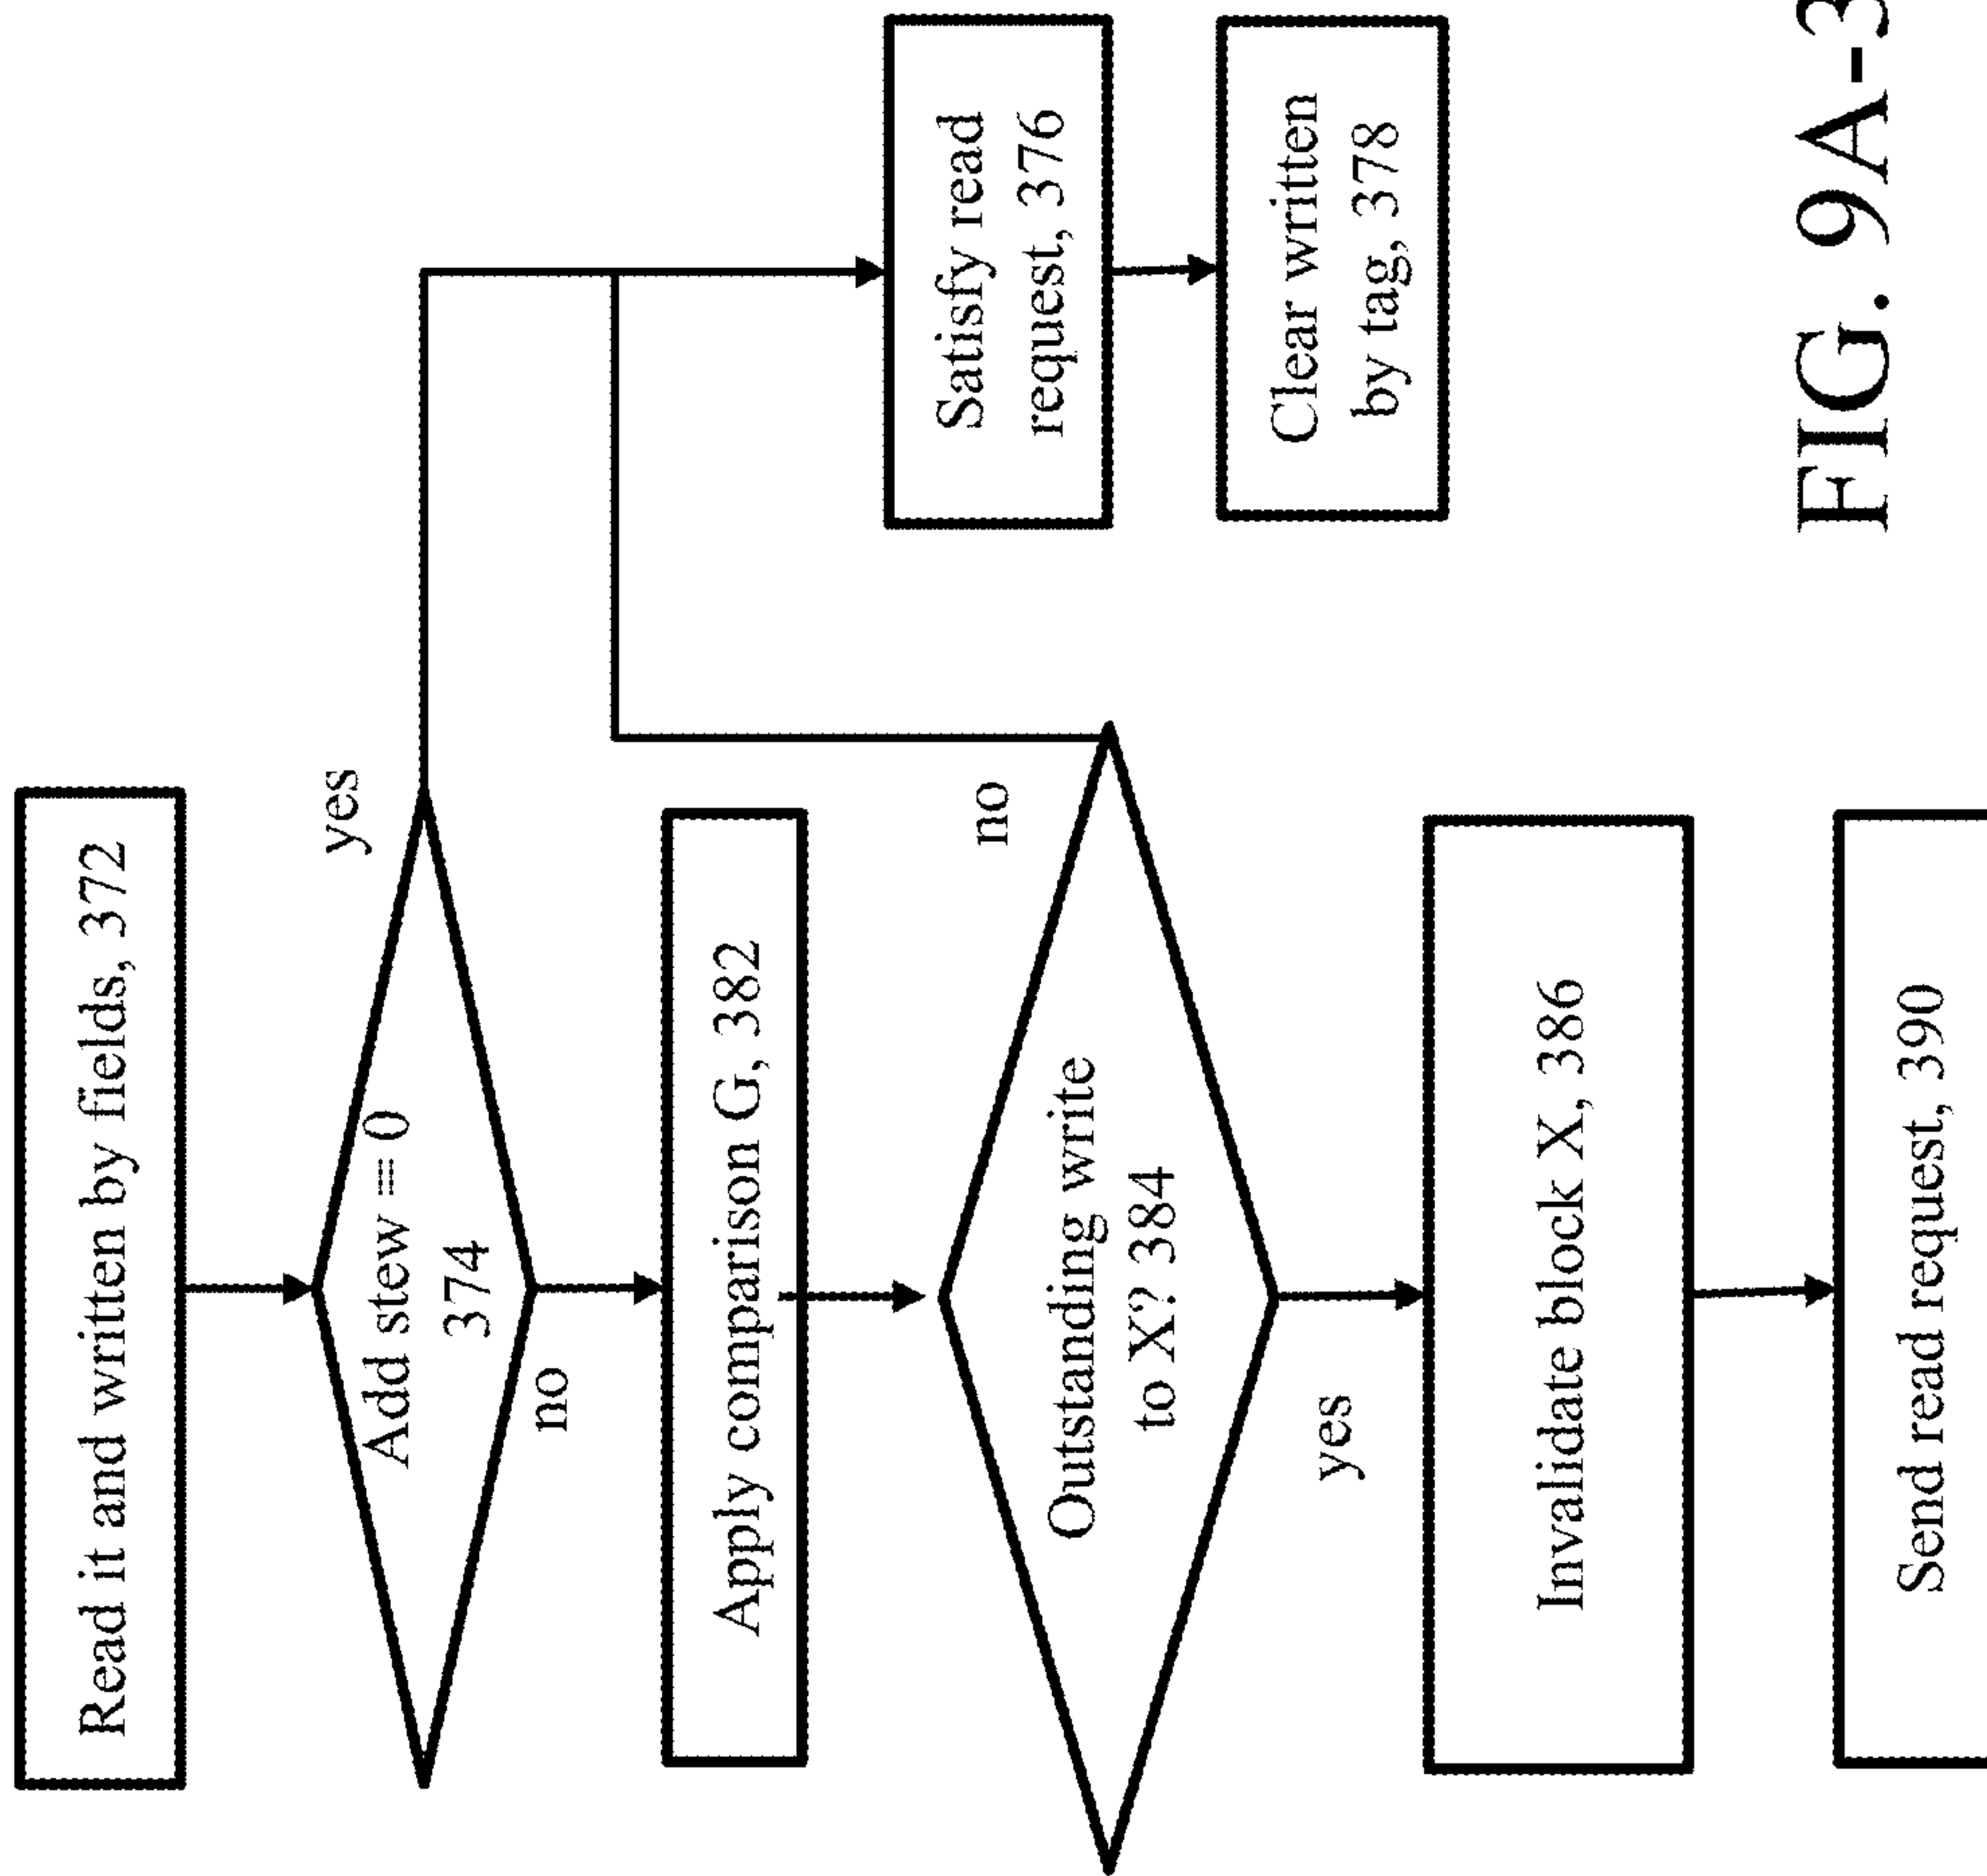 Read it and written by fields, 372
yes
Add stew == 0
374
no
Apply comparison G, 382
Outstanding write
to X? 384
no
yes
Invalidate block X, 386
Send read request, 390
Satisfy read
request, 376
Clear written
by tag, 378
FIG. 9A-3